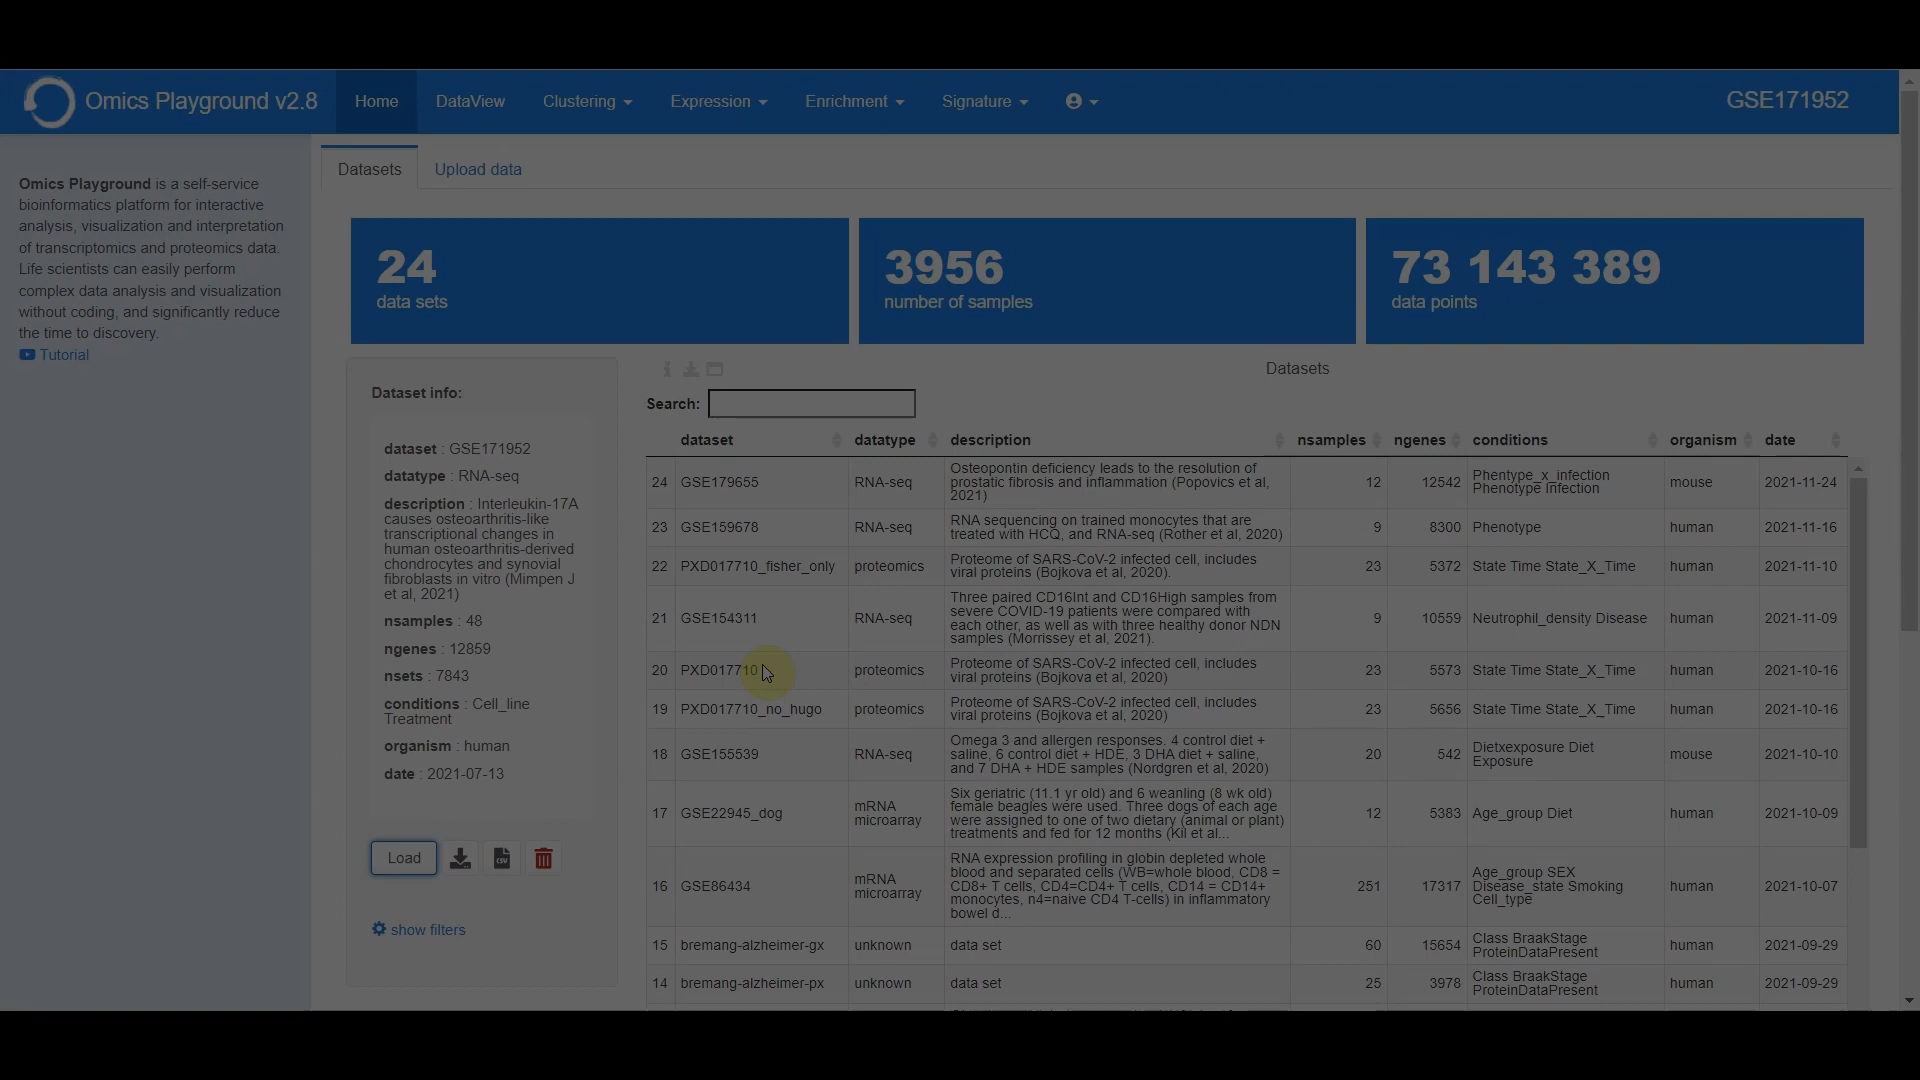 Omics Playground v2.8
Home
DataView
Clustering
Expression
Enrichment
Signature
GSE171952
Omics Playground is a self-service
bioinformatics platform for interactive
analysis, visualization and interpretation
of transcriptomics and proteomics data.
Life scientists can easily perform
complex data analysis and visualization
without coding, and significantly reduce
the time to discovery.
Tutorial
Datasets
Upload data
24
data sets
3956
number of samples
73 143 389
data points
Dataset info:
dataset : GSE171952
datatype : RNA-seq
description : Interleukin-17A
causes osteoarthritis-like
transcriptional changes in
human osteoarthritis-derived
chondrocytes and synovial
fibroblasts in vitro (Mimpen J
et al, 2021)
nsamples : 48
ngenes : 12859
nsets : 7843
conditions : Cell_line
Treatment
organism : human
date : 2021-07-13
Load
CSV
show filters
Datasets
Search:
dataset datatype description nsamples ngenes conditions organism date
24 GSE179655 RNA-seq Osteopontin deficiency leads to the resolution of
prostatic fibrosis and inflammation (Popovics et al,
2021) 12 12542 Phentype_x_infection
Phenotype Infection mouse 2021-11-24
23 GSE159678 RNA-seq RNA sequencing on trained monocytes that are
treated with HCQ, and RNA-seq (Rother et al, 2020) 9 8300 Phenotype human 2021-11-16
22 PXD017710_fisher_only proteomics Proteome of SARS-CoV-2 infected cell, includes
viral proteins (Bojkova et al, 2020). 23 5372 State Time State_X_Time human 2021-11-10
21 GSE154311 RNA-seq Three paired CD16Int and CD16High samples from
severe COVID-19 patients were compared with
each other, as well as with three healthy donor NDN
samples (Morrissey et al, 2021). 9 10559 Neutrophil_density Disease human 2021-11-09
20 PXD017710 proteomics Proteome of SARS-CoV-2 infected cell, includes
viral proteins (Bojkova et al, 2020) 23 5573 State Time State_X_Time human 2021-10-16
19 PXD017710_no_hugo proteomics Proteome of SARS-CoV-2 infected cell, includes
viral proteins (Bojkova et al, 2020) 23 5656 State Time State_X_Time human 2021-10-16
18 GSE155539 RNA-seq Omega 3 and allergen responses. 4 control diet +
saline, 6 control diet + HDE, 3 DHA diet + saline,
and 7 DHA + HDE samples (Nordgren et al, 2020) 20 542 Dietxexposure Diet
Exposure mouse 2021-10-10
17 GSE22945_dog mRNA
microarray Six geriatric (11.1 yr old) and 6 weanling (8 wk old)
female beagles were used. Three dogs of each age
were assigned to one of two dietary (animal or plant)
treatments and fed for 12 months (Kil et al... 12 5383 Age_group Diet human 2021-10-09
16 GSE86434 mRNA
microarray RNA expression profiling in globin depleted whole
blood and separated cells (WB=whole blood, CD8 =
CD8+ T cells, CD4=CD4+ T cells, CD14 = CD14+
monocytes, n4=naive CD4 T-cells) in inflammatory
bowel d... 251 17317 Age_group SEX
Disease_state Smoking
Cell_type human 2021-10-07
15 bremang-alzheimer-gx unknown data set 60 15654 Class BraakStage
ProteinDataPresent human 2021-09-29
14 bremang-alzheimer-px unknown data set 25 3978 Class BraakStage
ProteinDataPresent human 2021-09-29